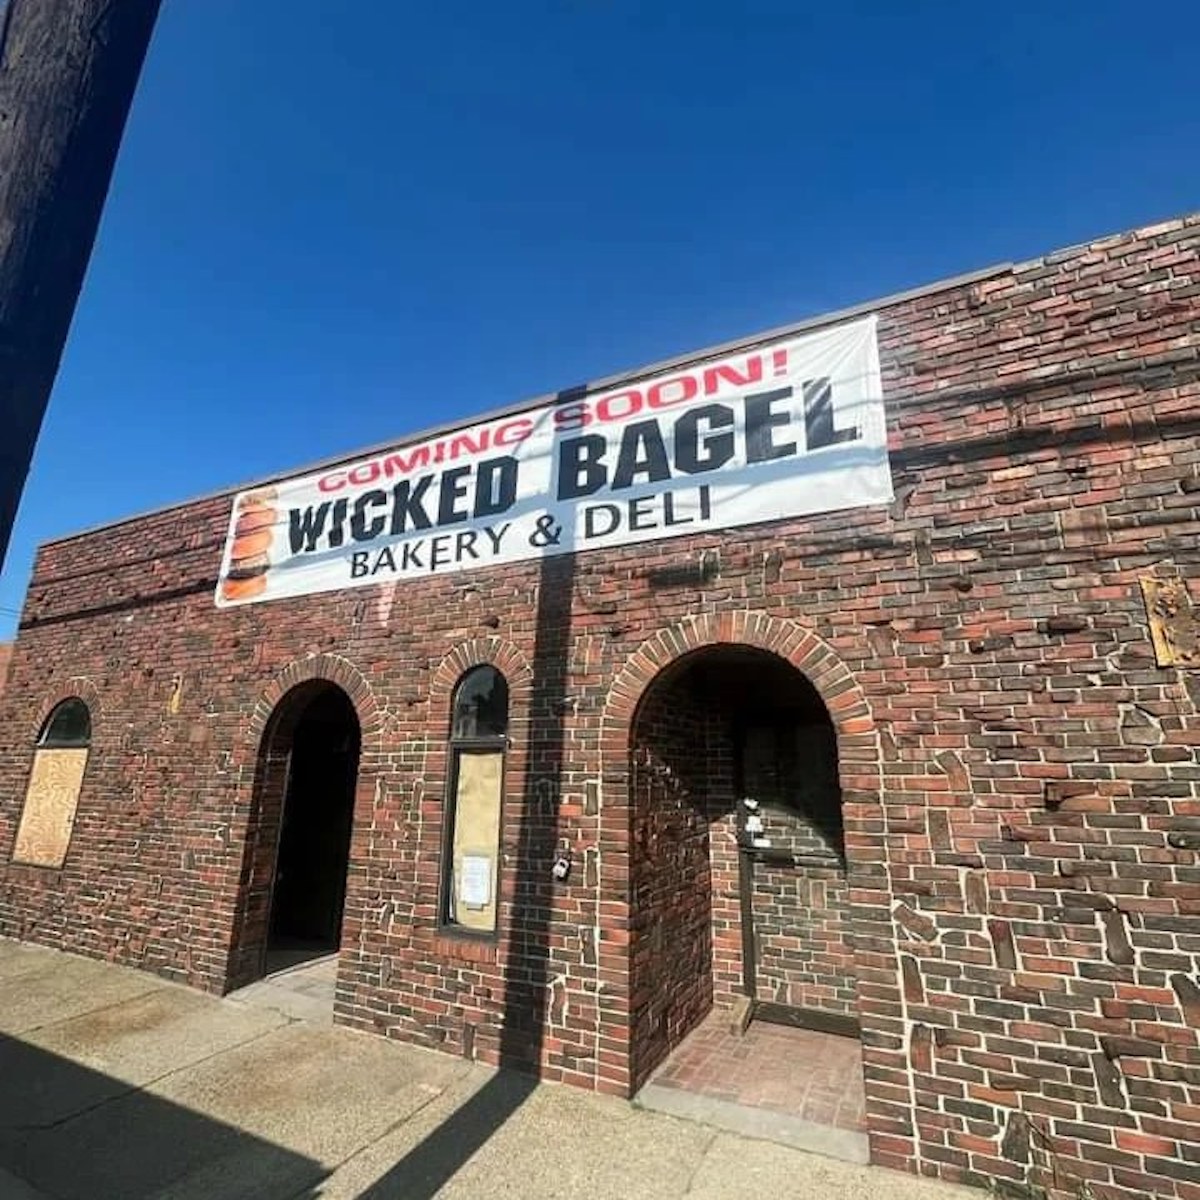 COMING SOON!
WICKED BAGEL
BAKERY & DELI